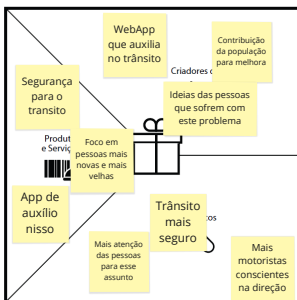 WebApp
que auxilia
no trânsito
Contribuição
da população
para melhora
Criadores d
Segurança
para o
transito
Ideias das pessoas
que sofrem com
este problema
Produt
e Serviç
Foco em
pessoas mais
novas e mais
velhas
App de
auxílio
nisso
Trânsito
mais
seguro
cos
Mais atenção
das pessoas
para esse
assunto
Mais
motoristas
conscientes
na direção